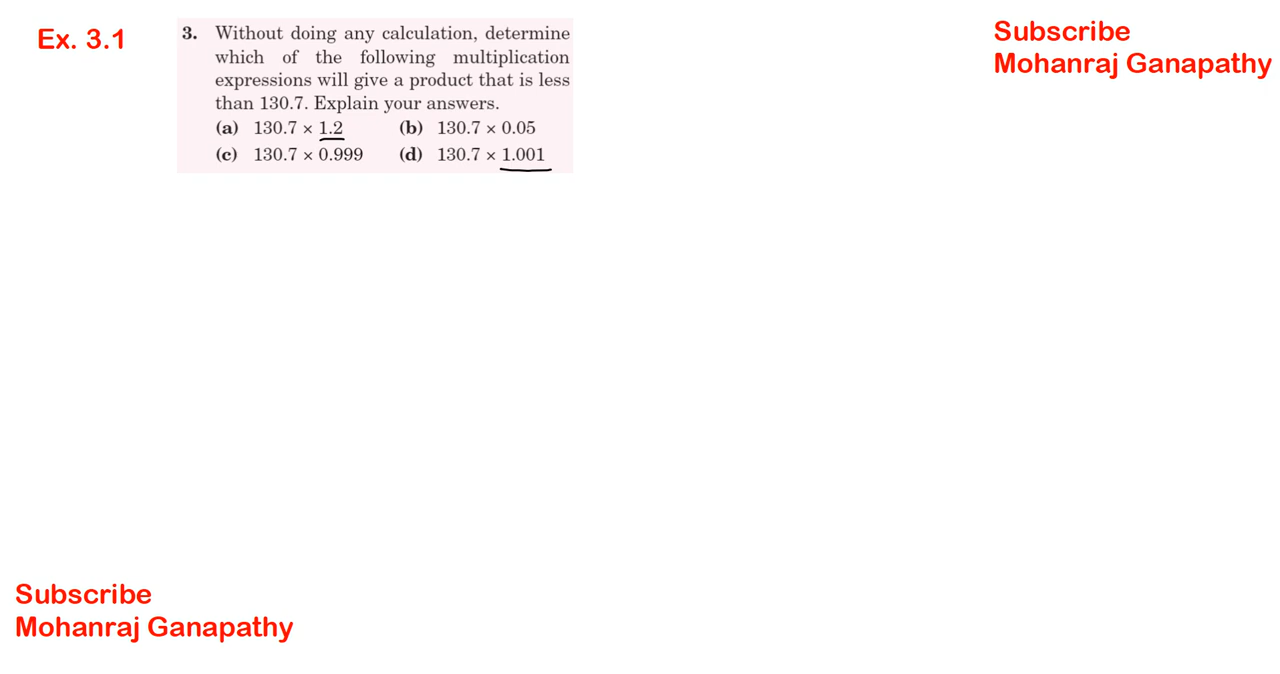 Ex. 3.1
3. Without doing any calculation, determine
which of the following multiplication
expressions will give a product that is less
than 130.7. Explain your answers.
(a) 130.7 × 1.2 (b) 130.7 × 0.05
(c) 130.7 × 0.999 (d) 130.7 × 1.001
Subscribe
Mohanraj Ganapathy
Subscribe
Mohanraj Ganapathy